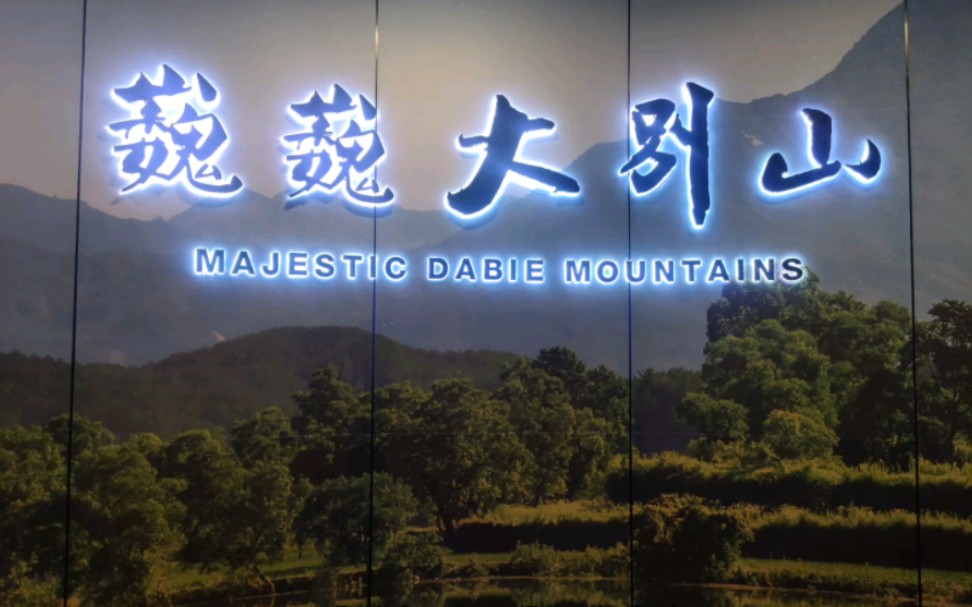 巍巍大别山
MAJESTIC DABIE MOUNTAINS